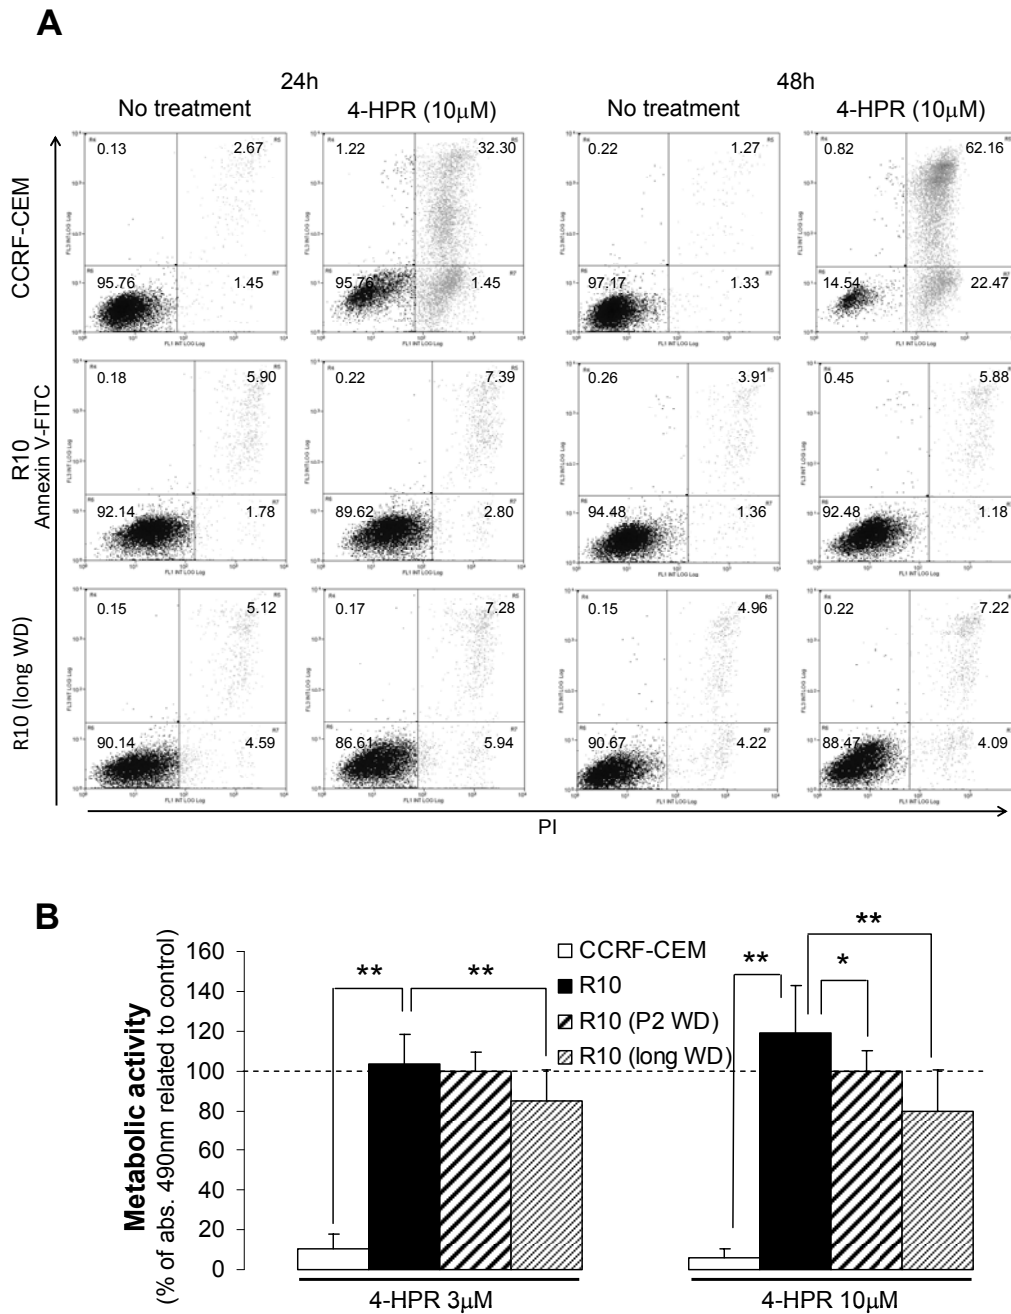 A
24h 48h
No treatment 4-HPR (10µM) No treatment 4-HPR (10µM)
CCRF-CEM
0.13 2.67 1.22 32.30 0.22 1.27 0.82 62.16
95.76 1.45 95.76 1.45 97.17 1.33 14.54 22.47
R10
Annexin V-FITC
0.18 5.90 0.22 7.39 0.26 3.91 0.45 5.88
92.14 1.78 89.62 2.80 94.48 1.36 92.48 1.18
R10 (long WD)
0.15 5.12 0.17 7.28 0.15 4.96 0.22 7.22
90.14 4.59 86.61 5.94 90.67 4.22 88.47 4.09
FL1 INT LOG Log
PI
B
Metabolic activity
(% of abs. 490nm related to control)
160
140
120
100
80
60
40
20
0
CCRF-CEM
R10
R10 (P2 WD)
R10 (long WD)
** ** ** * **
4-HPR 3µM 4-HPR 10µM